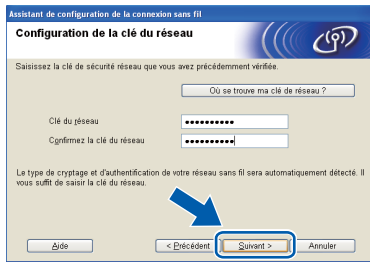 Assistant de configuration de la connexion sans fil
Configuration de la clé du réseau
Saisissez la clé de sécurité réseau que vous avez précédemment vérifiée.
Où se trouve ma clé de réseau ?
Clé du réseau
●●●●●●●●●●
Confirmez la clé du réseau
●●●●●●●●●●
Le type de cryptage et d'authentification de votre réseau sans fil sera automatiquement détecté. Il
vous suffit de saisir la clé du réseau.
Aide
< Précédent
Suivant >
Annuler